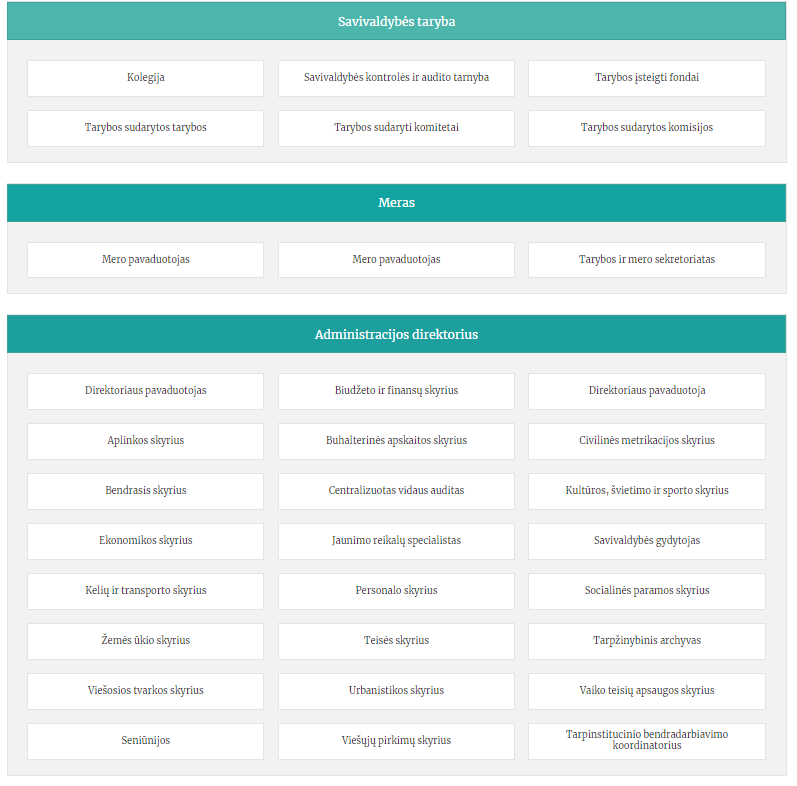 Savivaldybės taryba
Kolegija
Savivaldybės kontrolės ir audito tarnyba
Tarybos įsteigti fondai
Tarybos sudarytos tarybos
Tarybos sudaryti komitetai
Tarybos sudarytos komisijos
Meras
Mero pavaduotojas
Mero pavaduotojas
Tarybos ir mero sekretoriatas
Administracijos direktorius
Direktoriaus pavaduotojas
Biudžeto ir finansų skyrius
Direktoriaus pavaduotoja
Aplinkos skyrius
Buhalterinės apskaitos skyrius
Civilinės metrikacijos skyrius
Bendrasis skyrius
Centralizuotas vidaus auditas
Kultūros, švietimo ir sporto skyrius
Ekonomikos skyrius
Jaunimo reikalų specialistas
Savivaldybės gydytojas
Kelių ir transporto skyrius
Personalo skyrius
Socialinės paramos skyrius
Žemės ūkio skyrius
Teisės skyrius
Tarpžinybinis archyvas
Viešosios tvarkos skyrius
Urbanistikos skyrius
Vaiko teisių apsaugos skyrius
Seniūnijos
Viešųjų pirkimų skyrius
Tarpinstitucinio bendradarbiavimo
koordinatorius